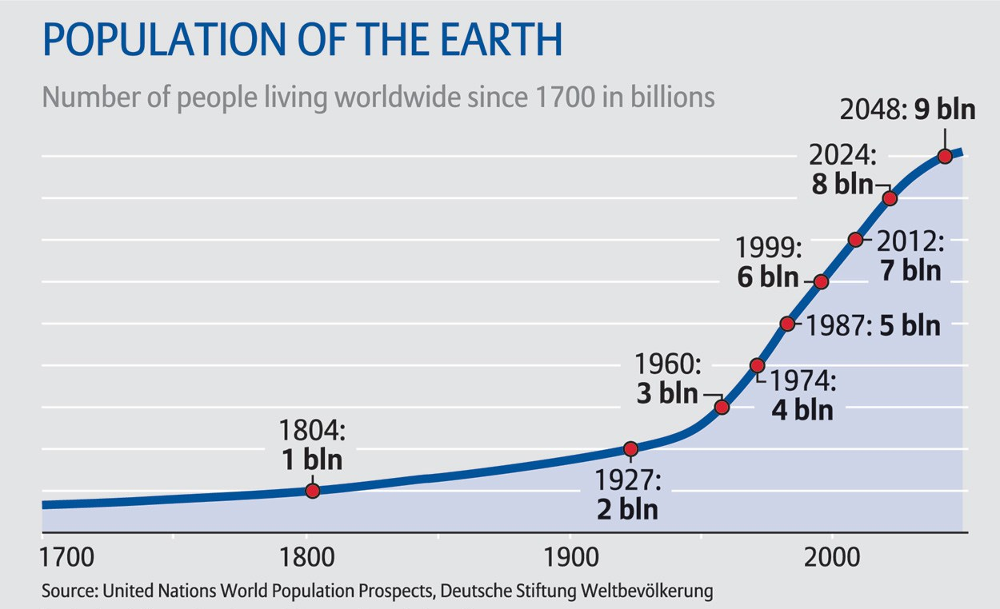 POPULATION OF THE EARTH
Number of people living worldwide since 1700 in billions
2048: 9 bln
2024:
8 bln
1999:
6 bln
2012:
7 bln
1987: 5 bln
1960:
3 bln
1974:
4 bln
1804:
1 bln
1927:
2 bln
1700 1800 1900 2000
Source: United Nations World Population Prospects, Deutsche Stiftung Weltbevölkerung